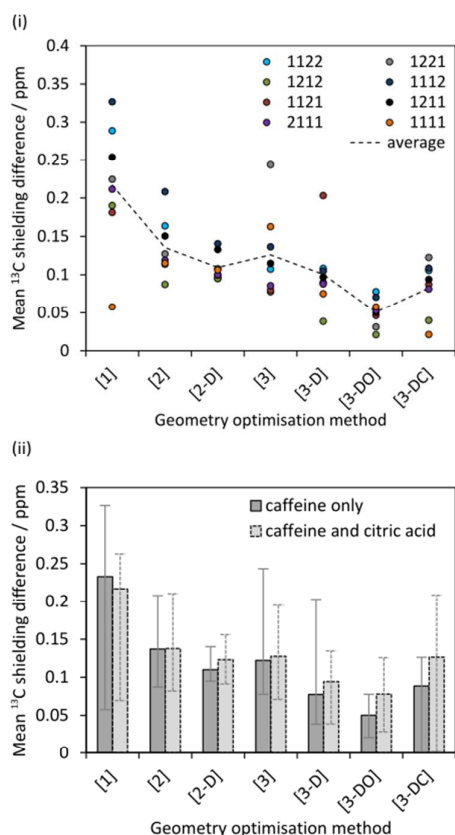 (i)
0.4
0.35
0.3
0.25
0.2
0.15
0.1
0.05
0
Mean ¹³C shielding difference / ppm
1122 1221
1212 1112
1121 1211
2111 1111
average
[1] [2] [2-D] [3] [3-D] [3-DO] [3-DC]
Geometry optimisation method
(ii)
0.35
0.3
0.25
0.2
0.15
0.1
0.05
0
Mean ¹³C shielding difference / ppm
caffeine only
caffeine and citric acid
[1] [2] [2-D] [3] [3-D] [3-DO] [3-DC]
Geometry optimisation method